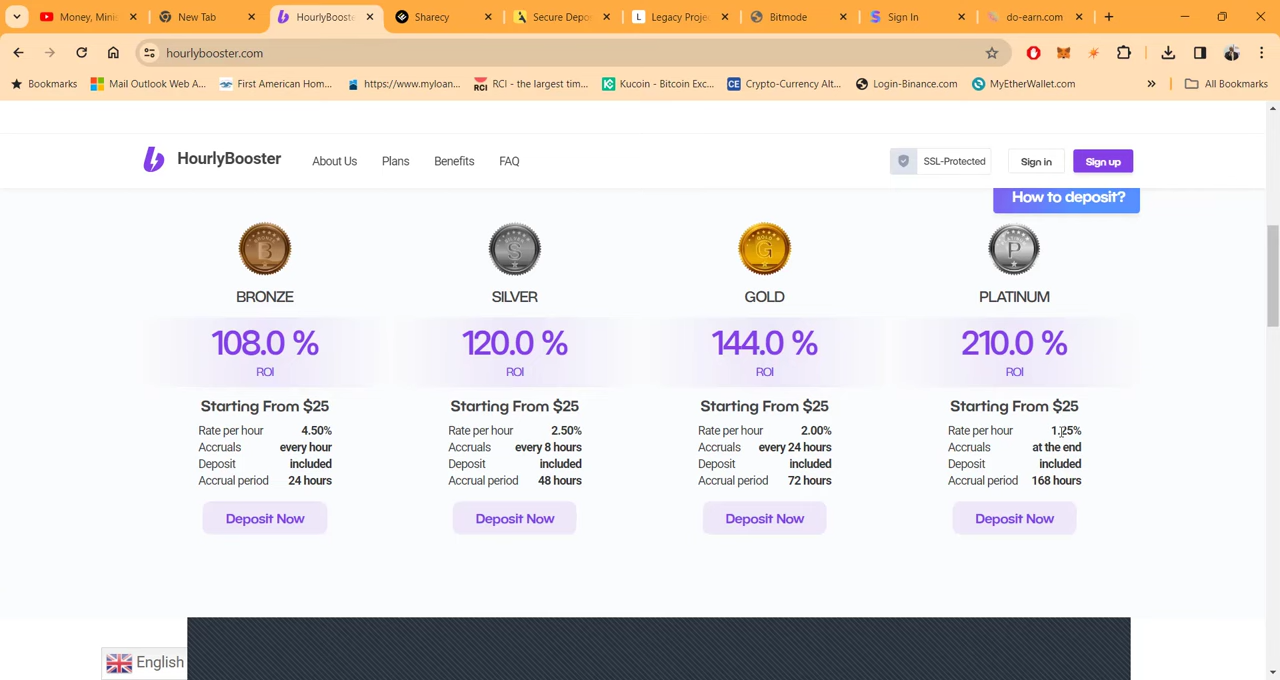 Money, Mini
New Tab
HourlyBooste
Sharecy
Secure Depo
Legacy Proje
Bitmode
Sign In
do-earn.com
hourlybooster.com
Bookmarks
Mail Outlook Web A...
First American Hom...
https://www.myloan...
RCI - the largest tim...
Kucoin - Bitcoin Exc...
Crypto-Currency Alt...
Login-Binance.com
MyEtherWallet.com
All Bookmarks
HourlyBooster
About Us
Plans
Benefits
FAQ
SSL-Protected
Sign in
Sign up
How to deposit?
BRONZE
108.0 %
ROI
Starting From $25
Rate per hour 4.50%
Accruals every hour
Deposit included
Accrual period 24 hours
Deposit Now
SILVER
120.0 %
ROI
Starting From $25
Rate per hour 2.50%
Accruals every 8 hours
Deposit included
Accrual period 48 hours
Deposit Now
GOLD
144.0 %
ROI
Starting From $25
Rate per hour 2.00%
Accruals every 24 hours
Deposit included
Accrual period 72 hours
Deposit Now
PLATINUM
210.0 %
ROI
Starting From $25
Rate per hour 1.25%
Accruals at the end
Deposit included
Accrual period 168 hours
Deposit Now
English